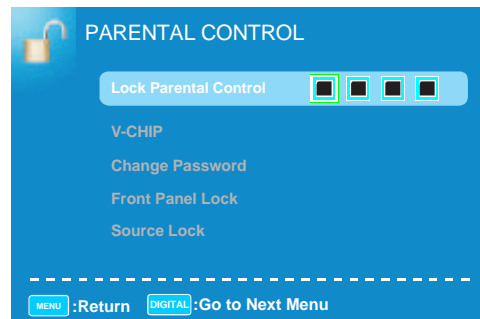 PARENTAL CONTROL
Lock Parental Control
V-CHIP
Change Password
Front Panel Lock
Source Lock
MENU :Return DIGITAL :Go to Next Menu